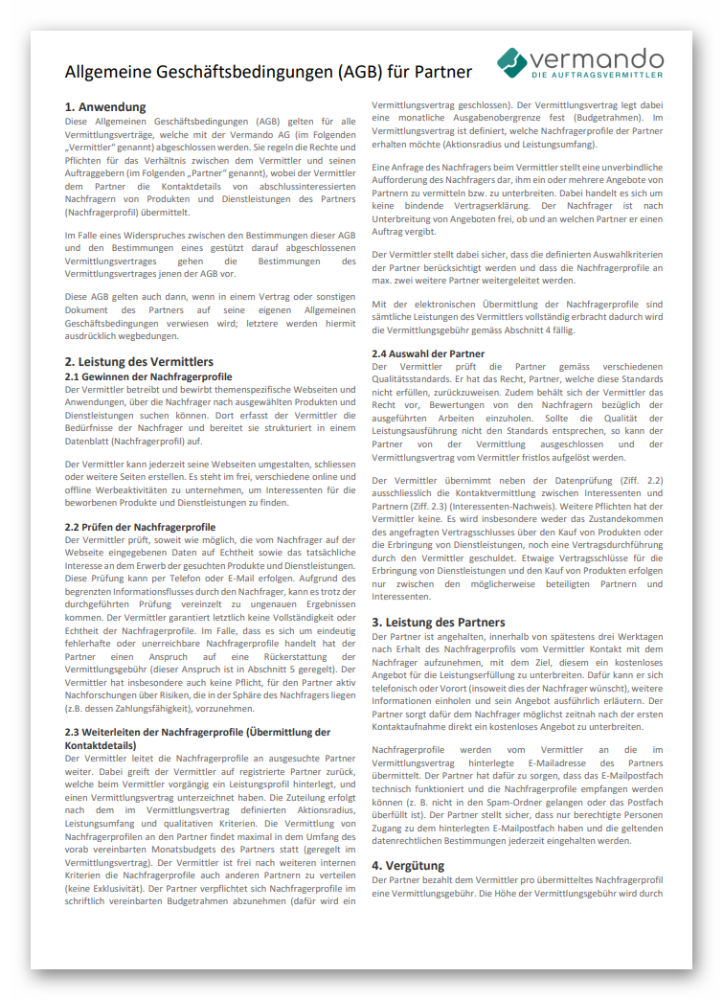 Allgemeine Geschäftsbedingungen (AGB) für Partner
vermando
DIE AUFTRAGSVERMITTLER
1. Anwendung
Diese Allgemeinen Geschäftsbedingungen (AGB) gelten für alle
Vermittlungsverträge, welche mit der Vermando AG (im Folgenden
„Vermittler“ genannt) abgeschlossen werden. Sie regeln die Rechte und
Pflichten für das Verhältnis zwischen dem Vermittler und seinen
Auftraggebern (im Folgenden „Partner“ genannt), wobei der Vermittler
dem Partner die Kontaktdetails von abschlussinteressierten
Nachfragern von Produkten und Dienstleistungen des Partners
(Nachfragerprofil) übermittelt.
Im Falle eines Widerspruches zwischen den Bestimmungen dieser AGB
und den Bestimmungen eines gestützt darauf abgeschlossenen
Vermittlungsvertrages gehen die Bestimmungen des
Vermittlungsvertrages jenen der AGB vor.
Diese AGB gelten auch dann, wenn in einem Vertrag oder sonstigen
Dokument des Partners auf seine eigenen Allgemeinen
Geschäftsbedingungen verwiesen wird; letztere werden hiermit
ausdrücklich wegbedungen.
2. Leistung des Vermittlers
2.1 Gewinnen der Nachfragerprofile
Der Vermittler betreibt und bewirbt themenspezifische Webseiten und
Anwendungen, über die Nachfrager nach ausgewählten Produkten und
Dienstleistungen suchen können. Dort erfasst der Vermittler die
Bedürfnisse der Nachfrager und bereitet sie strukturiert in einem
Datenblatt (Nachfragerprofil) auf.
Der Vermittler kann jederzeit seine Webseiten umgestalten, schliessen
oder weitere Seiten erstellen. Es steht im frei, verschiedene online und
offline Werbeaktivitäten zu unternehmen, um Interessenten für die
beworbenen Produkte und Dienstleistungen zu finden.
2.2 Prüfen der Nachfragerprofile
Der Vermittler prüft, soweit wie möglich, die vom Nachfrager auf der
Webseite eingegebenen Daten auf Echtheit sowie das tatsächliche
Interesse an dem Erwerb der gesuchten Produkte und Dienstleistungen.
Diese Prüfung kann per Telefon oder E-Mail erfolgen. Aufgrund des
begrenzten Informationsflusses durch den Nachfrager, kann es trotz der
durchgeführten Prüfung vereinzelt zu ungenauen Ergebnissen
kommen. Der Vermittler garantiert letztlich keine Vollständigkeit oder
Echtheit der Nachfragerprofile. Im Falle, dass es sich um eindeutig
fehlerhafte oder unerreichbare Nachfragerprofile handelt hat der
Partner einen Anspruch auf eine Rückerstattung der
Vermittlungsgebühr (dieser Anspruch ist in Abschnitt 5 geregelt). Der
Vermittler hat insbesondere auch keine Pflicht, für den Partner aktiv
Nachforschungen über Risiken, die in der Sphäre des Nachfragers liegen
(z.B. dessen Zahlungsfähigkeit), vorzunehmen.
2.3 Weiterleiten der Nachfragerprofile (Übermittlung der
Kontaktdetails)
Der Vermittler leitet die Nachfragerprofile an ausgesuchte Partner
weiter. Dabei greift der Vermittler auf registrierte Partner zurück,
welche beim Vermittler vorgängig ein Leistungsprofil hinterlegt, und
einen Vermittlungsvertrag unterzeichnet haben. Die Zuteilung erfolgt
nach dem im Vermittlungsvertrag definierten Aktionsradius,
Leistungsumfang und qualitativen Kriterien. Die Vermittlung von
Nachfragerprofilen an den Partner findet maximal in dem Umfang des
vorab vereinbarten Monatsbudgets des Partners statt (geregelt im
Vermittlungsvertrag). Der Vermittler ist frei nach weiteren internen
Kriterien die Nachfragerprofile auch anderen Partnern zu verteilen
(keine Exklusivität). Der Partner verpflichtet sich Nachfragerprofile im
schriftlich vereinbarten Budgetrahmen abzunehmen (dafür wird ein
Vermittlungsvertrag geschlossen). Der Vermittlungsvertrag legt dabei
eine monatliche Ausgabenobergrenze fest (Budgetrahmen). Im
Vermittlungsvertrag ist definiert, welche Nachfragerprofile der Partner
erhalten möchte (Aktionsradius und Leistungsumfang).
Eine Anfrage des Nachfragers beim Vermittler stellt eine unverbindliche
Aufforderung des Nachfragers dar, ihm ein oder mehrere Angebote von
Partnern zu vermitteln bzw. zu unterbreiten. Dabei handelt es sich um
keine bindende Vertragserklärung. Der Nachfrager ist nach
Unterbreitung von Angeboten frei, ob und an welchen Partner er einen
Auftrag vergibt.
Der Vermittler stellt dabei sicher, dass die definierten Auswahlkriterien
der Partner berücksichtigt werden und dass die Nachfragerprofile an
max. zwei weitere Partner weitergeleitet werden.
Mit der elektronischen Übermittlung der Nachfragerprofile sind
sämtliche Leistungen des Vermittlers vollständig erbracht dadurch wird
die Vermittlungsgebühr gemäss Abschnitt 4 fällig.
2.4 Auswahl der Partner
Der Vermittler prüft die Partner gemäss verschiedenen
Qualitätsstandards. Er hat das Recht, Partner, welche diese Standards
nicht erfüllen, zurückzuweisen. Zudem behält sich der Vermittler das
Recht vor, Bewertungen von den Nachfragern bezüglich der
ausgeführten Arbeiten einzuholen. Sollte die Qualität der
Leistungsausführung nicht den Standards entsprechen, so kann der
Partner von der Vermittlung ausgeschlossen und der
Vermittlungsvertrag vom Vermittler fristlos aufgelöst werden.
Der Vermittler übernimmt neben der Datenprüfung (Ziff. 2.2)
ausschliesslich die Kontaktvermittlung zwischen Interessenten und
Partnern (Ziff. 2.3) (Interessenten-Nachweis). Weitere Pflichten hat der
Vermittler keine. Es wird insbesondere weder das Zustandekommen
des angefragten Vertragsschlusses über den Kauf von Produkten oder
die Erbringung von Dienstleistungen, noch eine Vertragsdurchführung
durch den Vermittler geschuldet. Etwaige Vertragsschlüsse für die
Erbringung von Dienstleistungen und den Kauf von Produkten erfolgen
nur zwischen den möglicherweise beteiligten Partnern und
Interessenten.
3. Leistung des Partners
Der Partner ist angehalten, innerhalb von spätestens drei Werktagen
nach Erhalt des Nachfragerprofils vom Vermittler Kontakt mit dem
Nachfrager aufzunehmen, mit dem Ziel, diesem ein kostenloses
Angebot für die Leistungserfüllung zu unterbreiten. Dafür kann er sich
telefonisch oder Vorort (insoweit dies der Nachfrager wünscht), weitere
Informationen einholen und sein Angebot ausführlich erläutern. Der
Partner sorgt dafür dem Nachfrager möglichst zeitnah nach der ersten
Kontaktaufnahme direkt ein kostenloses Angebot zu unterbreiten.
Nachfragerprofile werden vom Vermittler an die im
Vermittlungsvertrag hinterlegte E-Mailadresse des Partners
übermittelt. Der Partner hat dafür zu sorgen, dass das E-Mailpostfach
technisch funktioniert und die Nachfragerprofile empfangen werden
können (z. B. nicht in den Spam-Ordner gelangen oder das Postfach
überfüllt ist). Der Partner stellt sicher, dass nur berechtigte Personen
Zugang zu dem hinterlegten E-Mailpostfach haben und die geltenden
datenrechtlichen Bestimmungen jederzeit eingehalten werden.
4. Vergütung
Der Partner bezahlt dem Vermittler pro übermitteltes Nachfragerprofil
eine Vermittlungsgebühr. Die Höhe der Vermittlungsgebühr wird durch